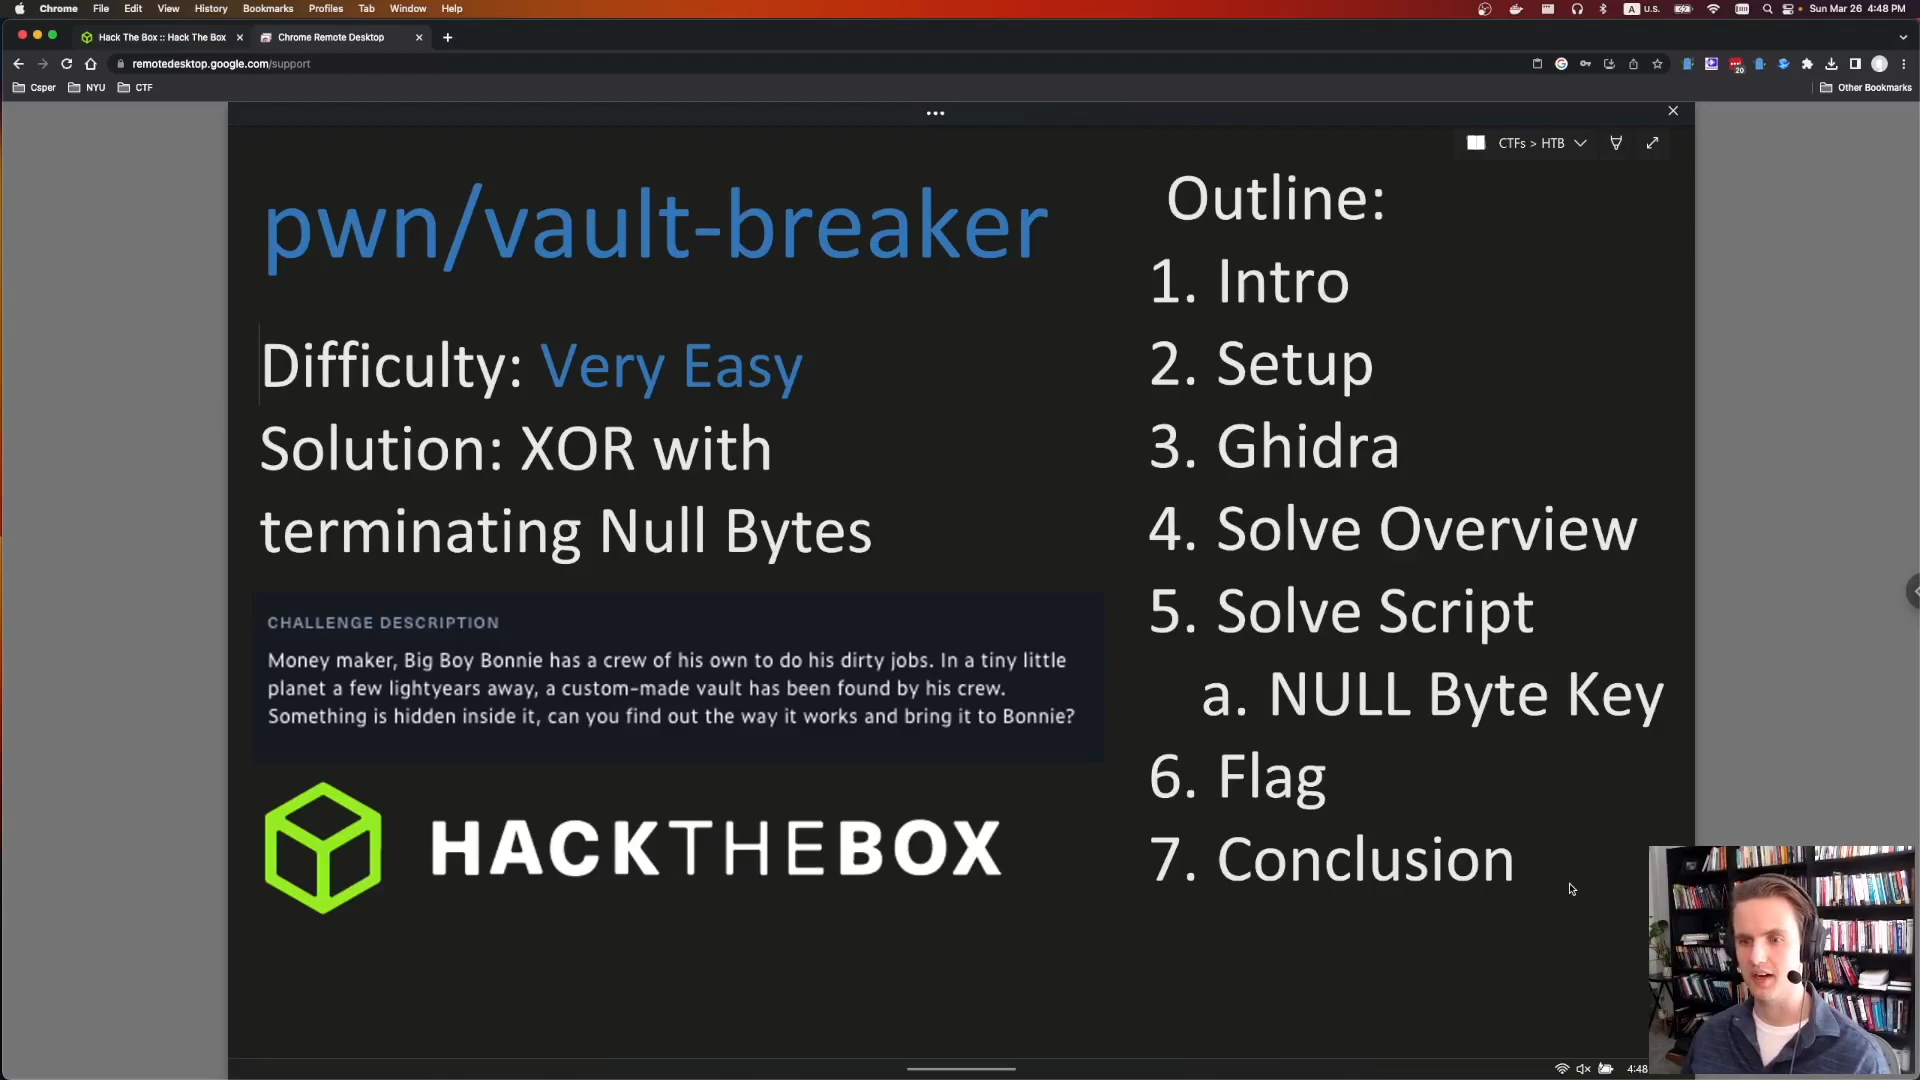 Chrome File Edit View History Bookmarks Profiles Tab Window Help
A U.S. Sun Mar 26 4:48 PM
Hack The Box :: Hack The Box
Chrome Remote Desktop
remotedesktop.google.com/support
20
Csper NYU CTF
Other Bookmarks
CTFs > HTB
pwn/vault-breaker
Difficulty: Very Easy
Solution: XOR with
terminating Null Bytes
CHALLENGE DESCRIPTION
Money maker, Big Boy Bonnie has a crew of his own to do his dirty jobs. In a tiny little
planet a few lightyears away, a custom-made vault has been found by his crew.
Something is hidden inside it, can you find out the way it works and bring it to Bonnie?
HACKTHEBOX
Outline:
1. Intro
2. Setup
3. Ghidra
4. Solve Overview
5. Solve Script
a. NULL Byte Key
6. Flag
7. Conclusion
4:48